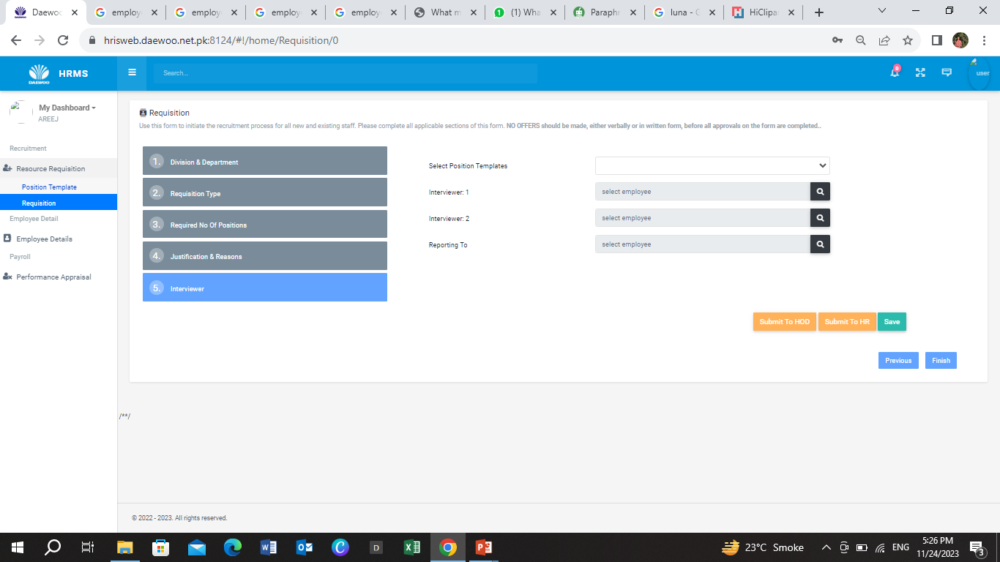 Daewoo
employ
employ
employ
employ
What m
(1) Wha
Paraphr
luna - G
HiClipa
hrisweb.daewoo.net.pk:8124/#!/home/Requisition/0
DAEWOO
HRMS
Search...
0
user
My Dashboard
AREEJ
Recruitment
Resource Requisition
Position Template
Requisition
Employee Detail
Employee Details
Payroll
Performance Appraisal
Requisition
Use this form to initiate the recruitment process for all new and existing staff. Please complete all applicable sections of this form. NO OFFERS should be made, either verbally or in written form, before all approvals on the form are completed..
1. Division & Department
2. Requisition Type
3. Required No Of Positions
4. Justification & Reasons
5. Interviewer
Select Position Templates
Interviewer: 1 select employee
Interviewer: 2 select employee
Reporting To select employee
Submit To HOD Submit To HR Save
Previous Finish
/**/
© 2022 - 2023. All rights reserved.
23°C Smoke
ENG
5:26 PM
11/24/2023
3